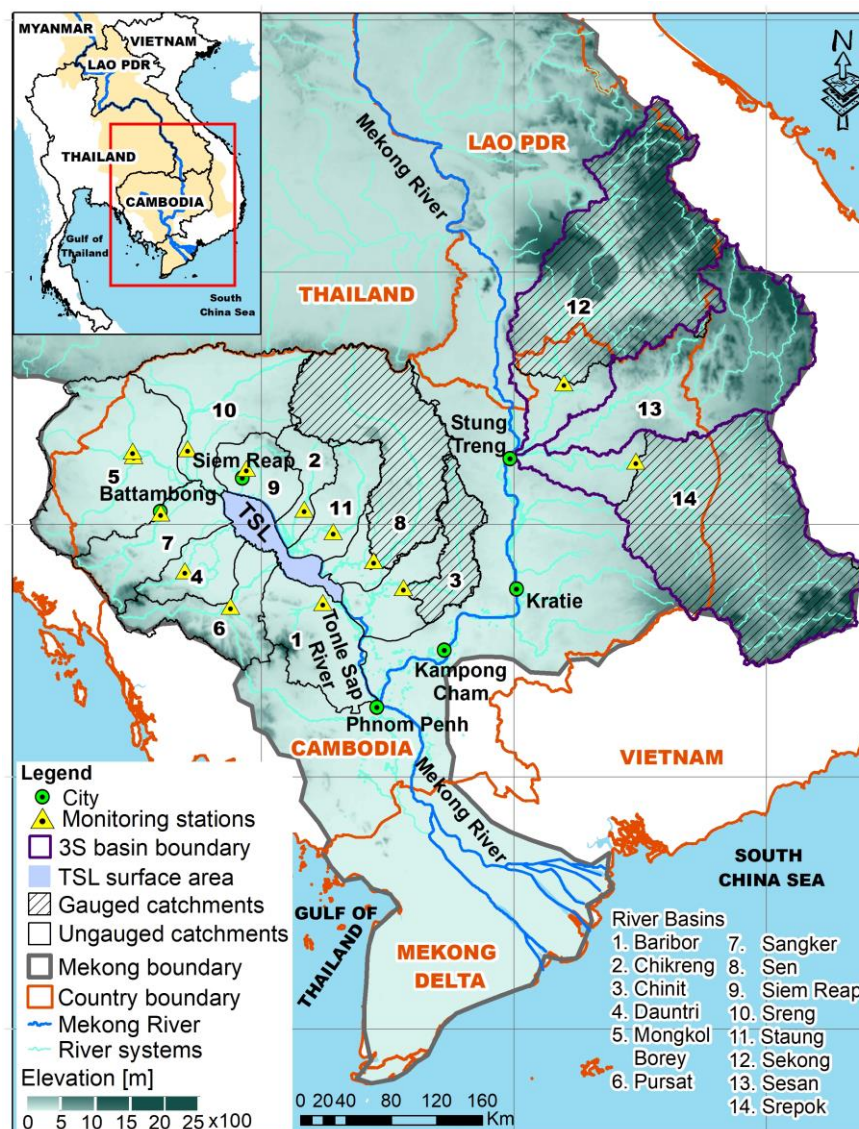 MYANMAR
VIETNAM
LAO PDR
THAILAND
CAMBODIA
Gulf of
Thailand
South
China Sea
N
Mekong River
LAO PDR
THAILAND
12
13
14
10
Stung
Treng
Siem Reap
2
5
9
Battambong
11
TSL
7
8
4
3
6
Kratie
1
Tonle Sap
River
Kampong
Cham
Phnom Penh
CAMBODIA
VIETNAM
Mekong River
SOUTH
CHINA SEA
GULF OF
THAILAND
MEKONG
DELTA
Legend
City
Monitoring stations
3S basin boundary
TSL surface area
Gauged catchments
Ungauged catchments
Mekong boundary
Country boundary
Mekong River
River systems
Elevation [m]
0 5 10 20 25 x100
0 20 40 80 120 160
Km
River Basins
1. Baribor
2. Chikreng
3. Chinit
4. Dauntri
5. Mongkol
Borey
6. Pursat
7. Sangker
8. Sen
9. Siem Reap
10. Sreng
11. Staung
12. Sekong
13. Sesan
14. Srepok